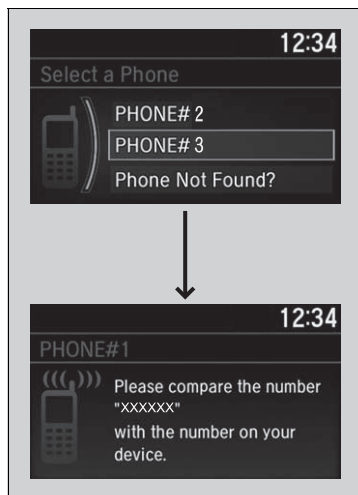 12:34
Select a Phone
PHONE# 2
PHONE# 3
Phone Not Found?
12:34
PHONE#1
Please compare the number
"XXXXXX"
with the number on your
device.